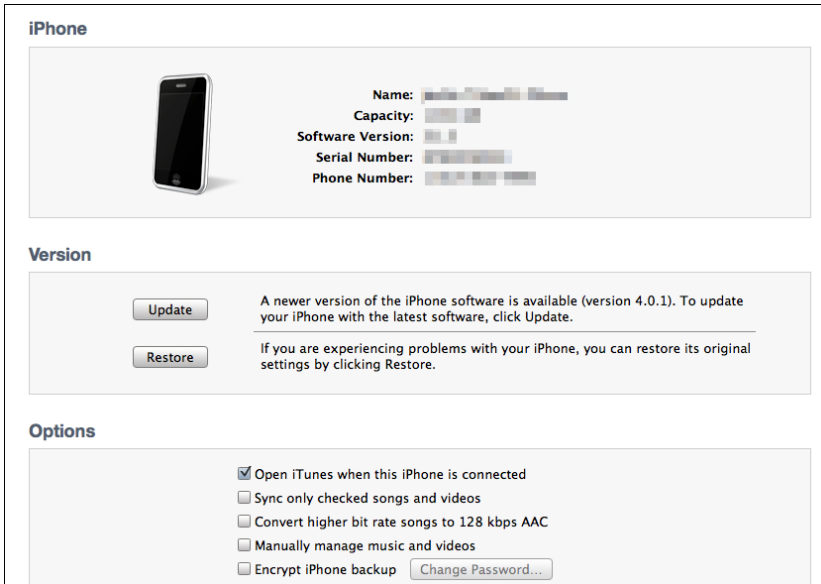 iPhone
Name:
Capacity:
Software Version:
Serial Number:
Phone Number:
Version
Update
A newer version of the iPhone software is available (version 4.0.1). To update
your iPhone with the latest software, click Update.
Restore
If you are experiencing problems with your iPhone, you can restore its original
settings by clicking Restore.
Options
Open iTunes when this iPhone is connected
Sync only checked songs and videos
Convert higher bit rate songs to 128 kbps AAC
Manually manage music and videos
Encrypt iPhone backup Change Password...